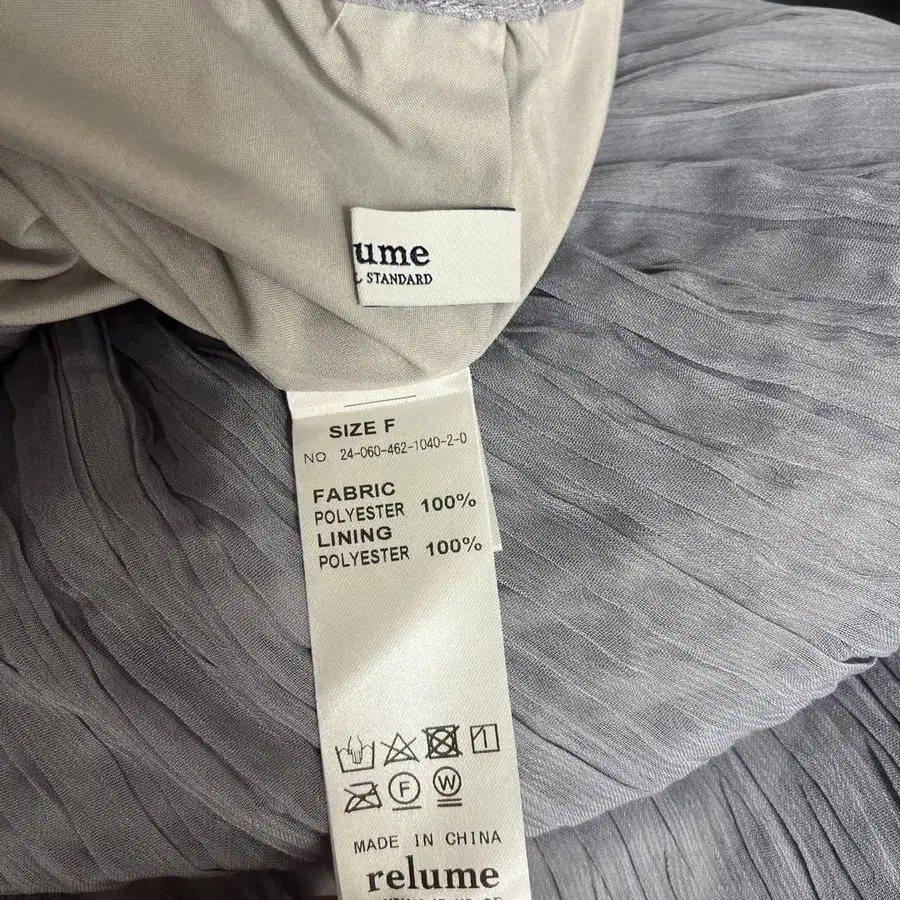 ume
STANDARD
SIZE F
NO. 24-060-462-1040-2-0
FABRIC
POLYESTER 100%
LINING
POLYESTER 100%
F
W
MADE IN CHINA
relume
STANDARD